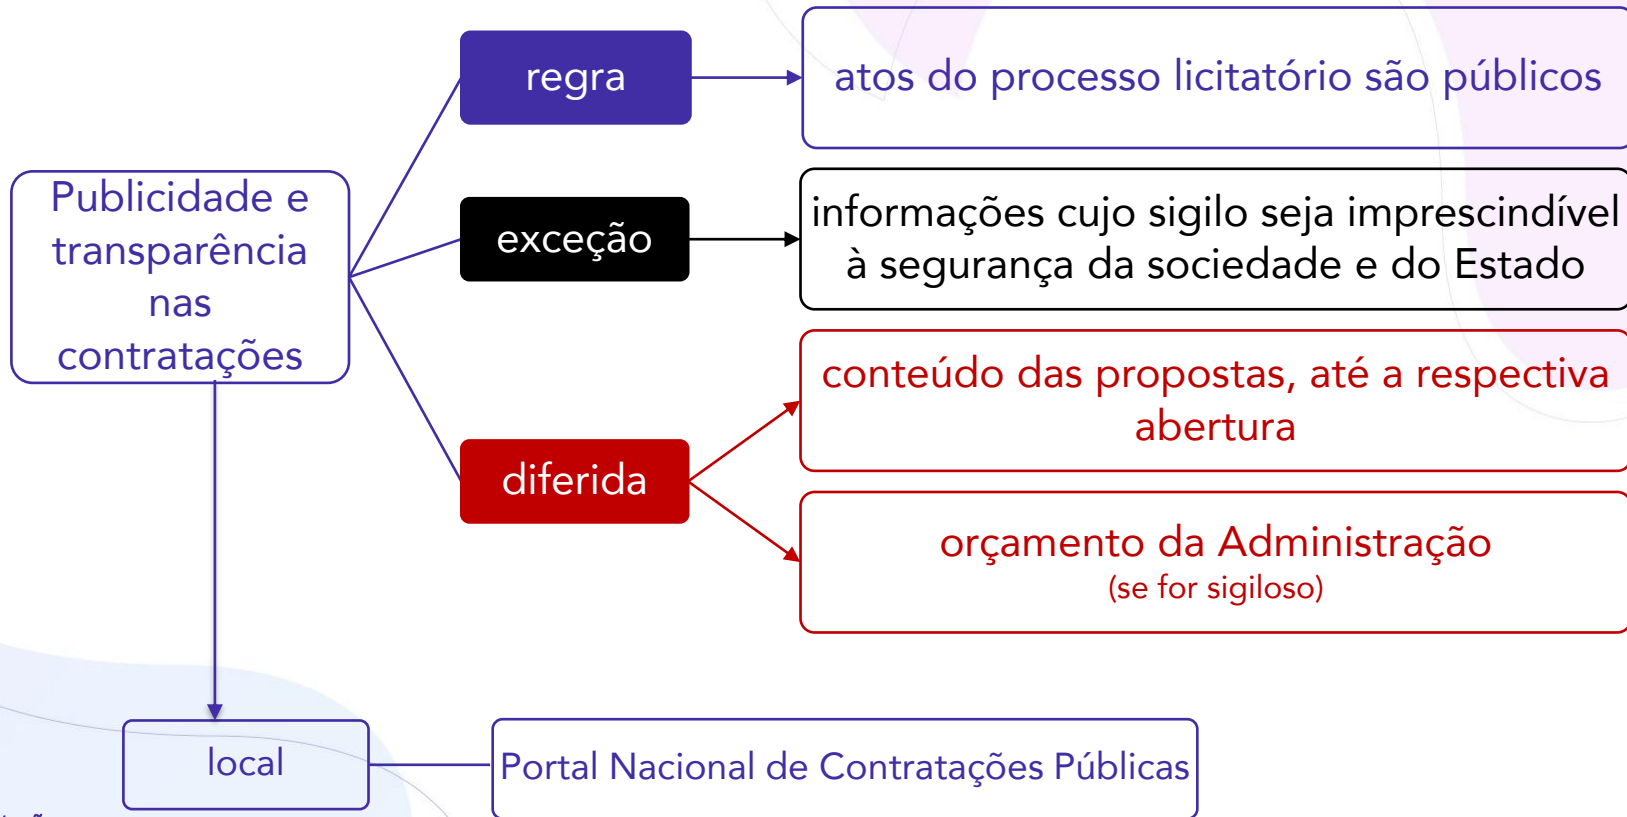 regra
atos do processo licitatório são públicos
Publicidade e
transparência
nas
contratações
exceção
informações cujo sigilo seja imprescindível
à segurança da sociedade e do Estado
diferida
conteúdo das propostas, até a respectiva
abertura
orçamento da Administração
(se for sigiloso)
local
Portal Nacional de Contratações Públicas